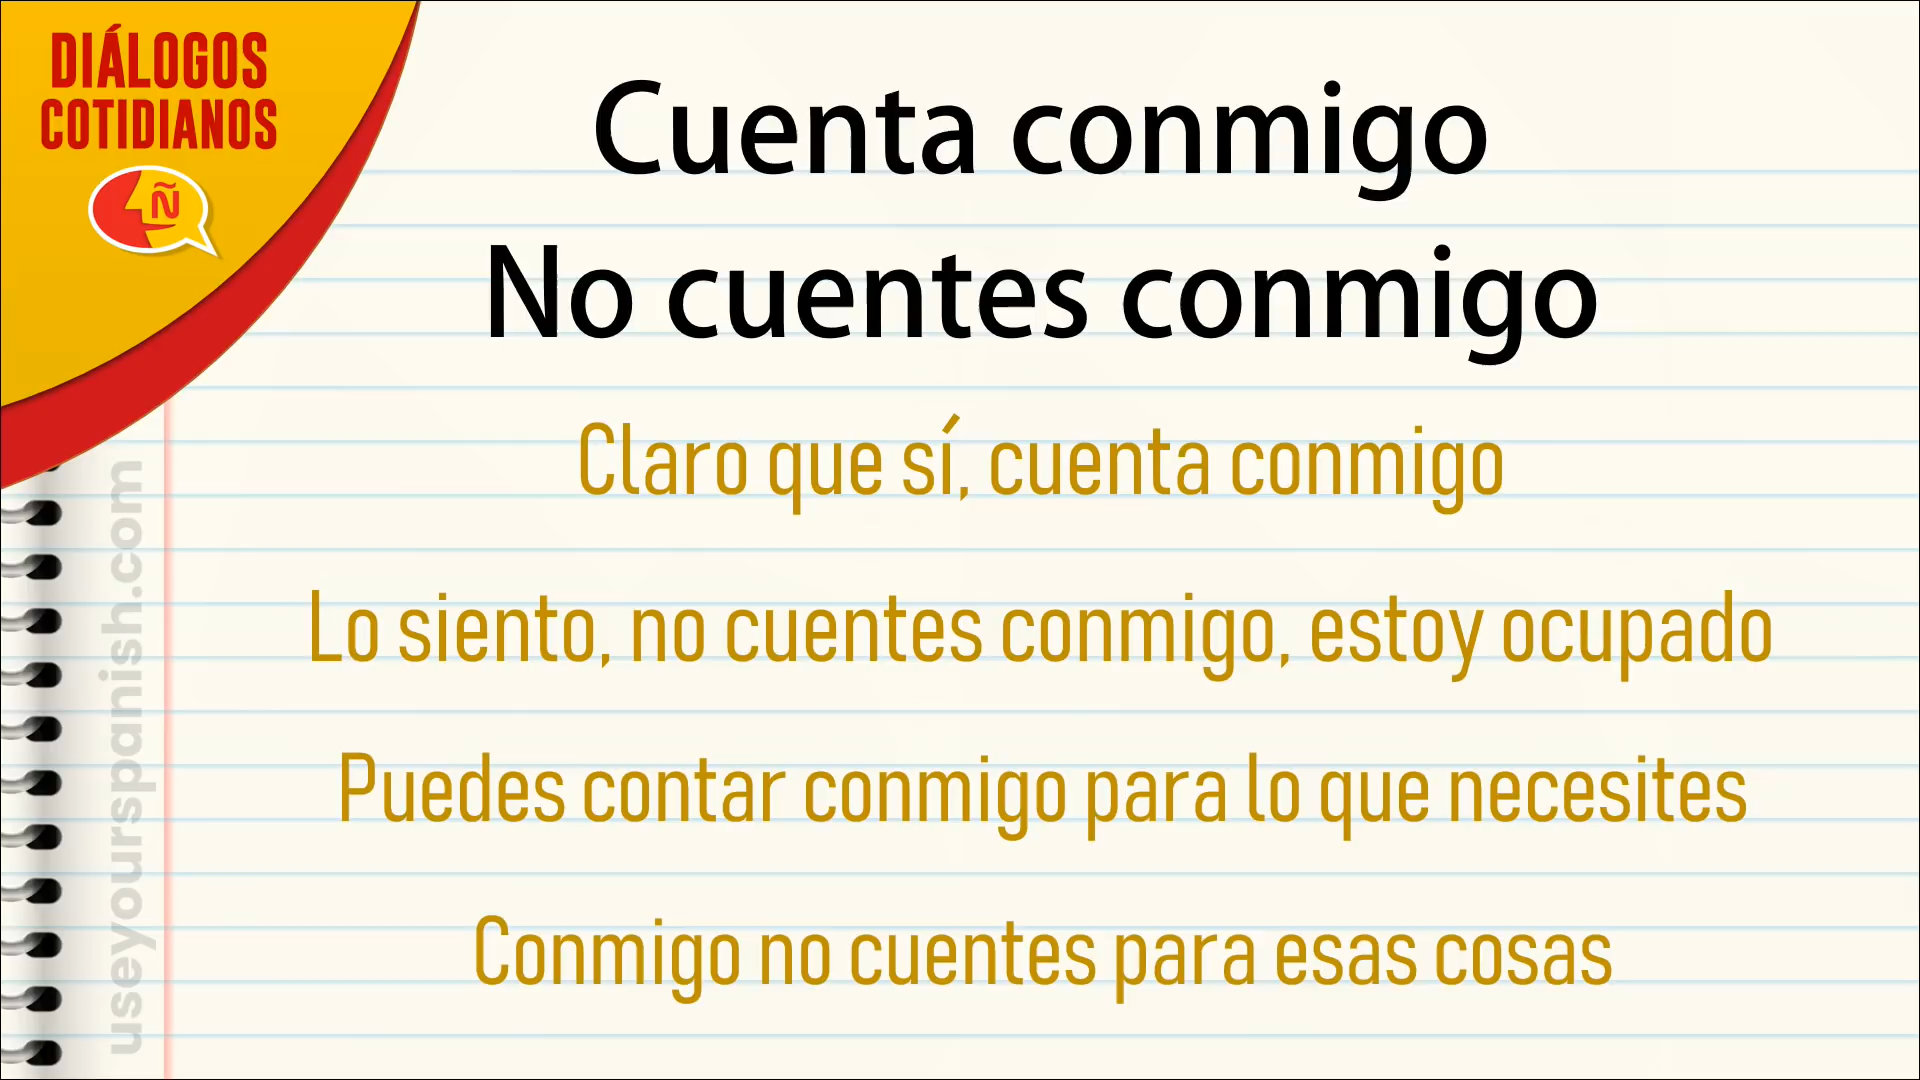 DIÁLOGOS
COTIDIANOS
Ñ
Cuenta conmigo
No cuentes conmigo
Claro que sí, cuenta conmigo
Lo siento, no cuentes conmigo, estoy ocupado
Puedes contar conmigo para lo que necesites
Conmigo no cuentes para esas cosas
useyourspanish.com